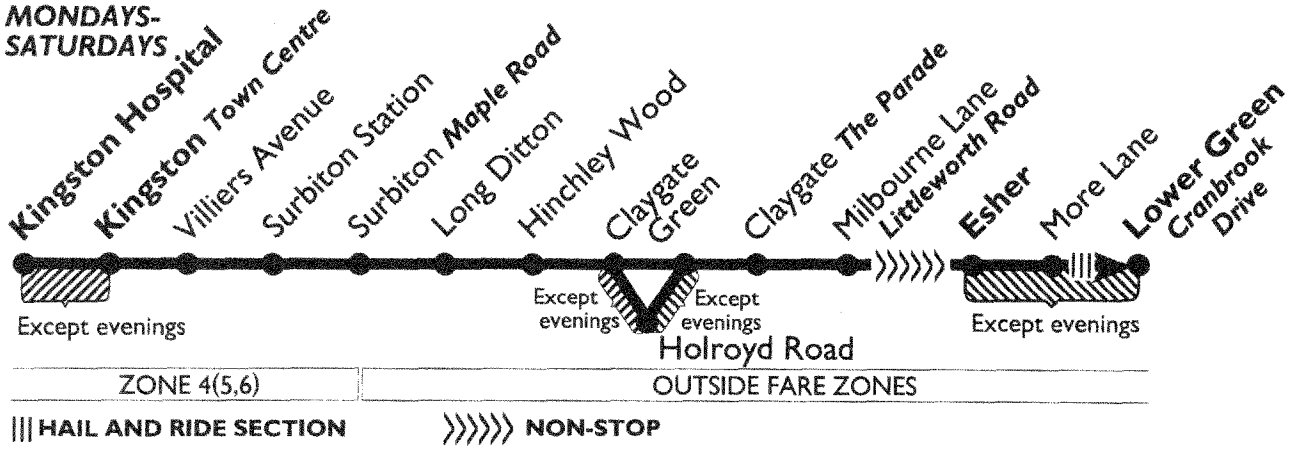 MONDAYS-
SATURDAYS
Kingston Hospital
Kingston Town Centre
Villiers Avenue
Surbiton Station
Surbiton Maple Road
Long Ditton
Hinchley Wood
Claygate
Green
Claygate The Parade
Milbourne Lane
Littleworth Road
Esher
More Lane
Lower Green
Cranbrook
Drive
Except evenings
Except
evenings
Except
evenings
Except evenings
Holroyd Road
ZONE 4(5,6)
OUTSIDE FARE ZONES
HAIL AND RIDE SECTION
NON-STOP